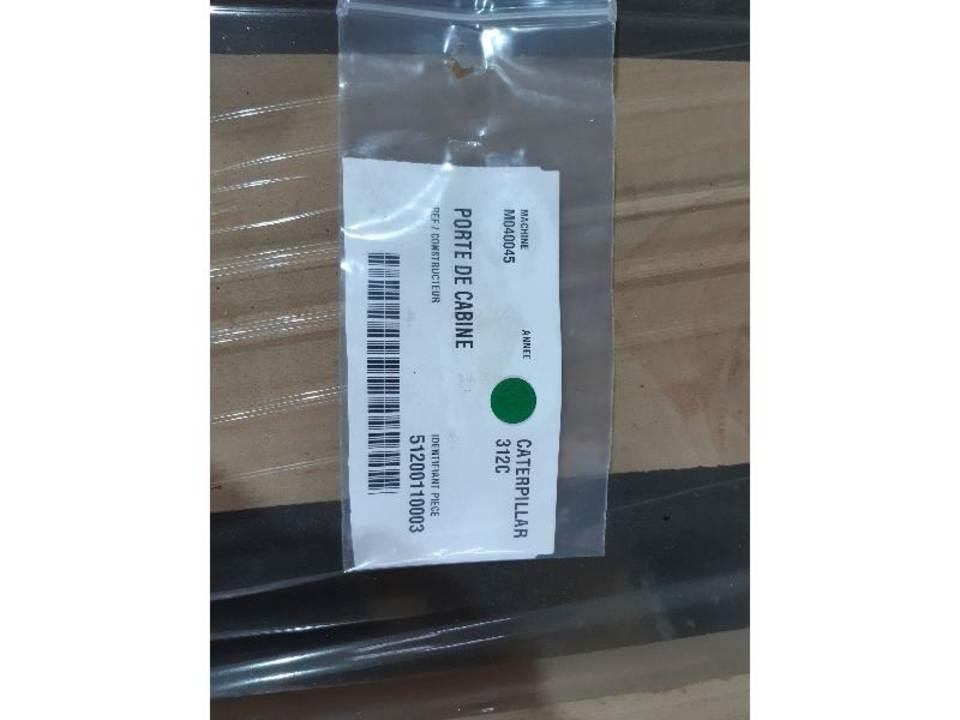 MACHINE
M040045
ANNEE
CATERPILLAR
312C
PORTE DE CABINE
REF / CONSTRUCTEUR
IDENTIFIANT PIECE
51200110003